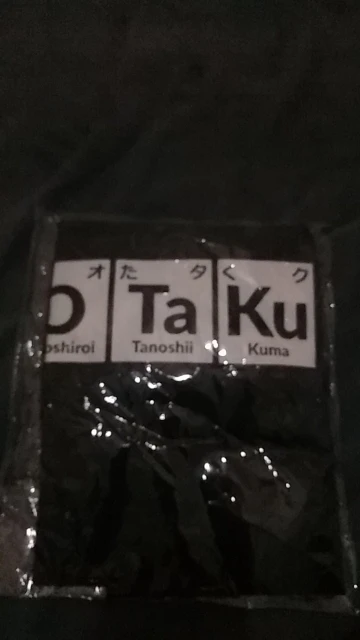 オ た タ く ク
O Ta Ku
oshiroi Tanoshii Kuma